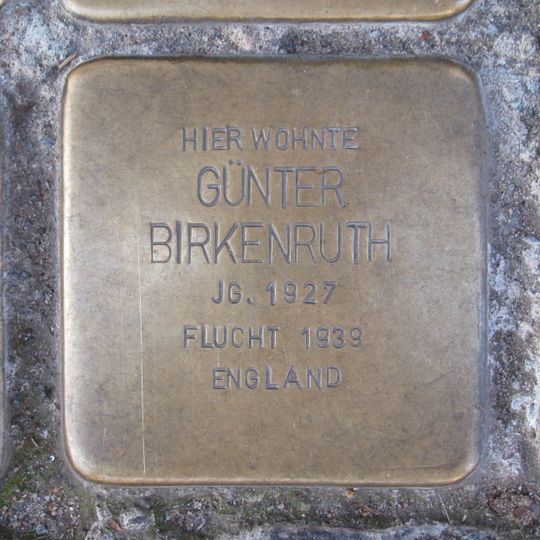 HIER WOHNTE
GÜNTER
BIRKENRUTH
JG. 1927
FLUCHT 1939
ENGLAND